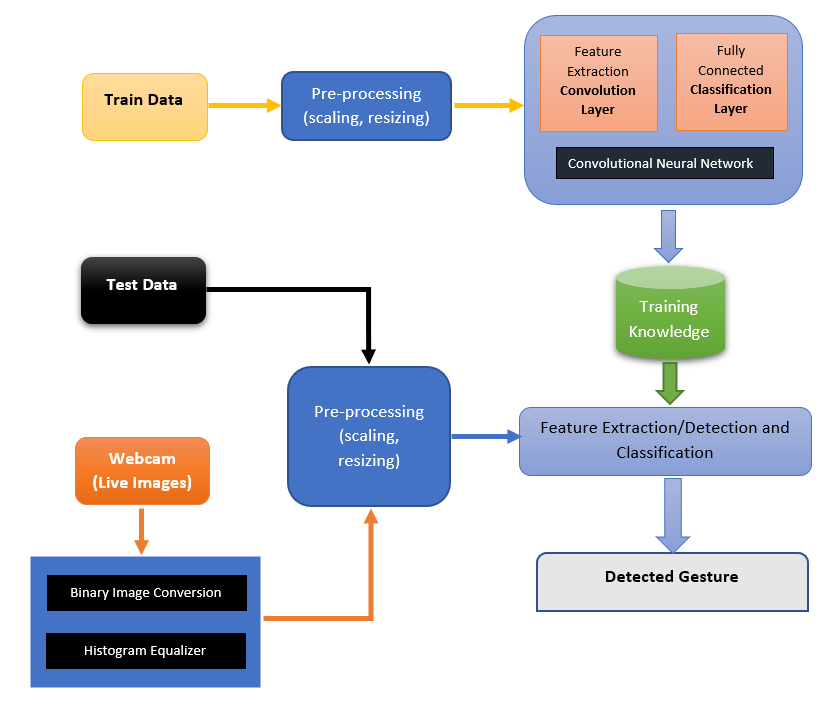 Train Data
Pre-processing
(scaling, resizing)
Feature
Extraction
Convolution
Layer
Fully
Connected
Classification
Layer
Convolutional Neural Network
Test Data
Training
Knowledge
Pre-processing
(scaling,
resizing)
Feature Extraction/Detection and
Classification
Webcam
(Live Images)
Binary Image Conversion
Histogram Equalizer
Detected Gesture